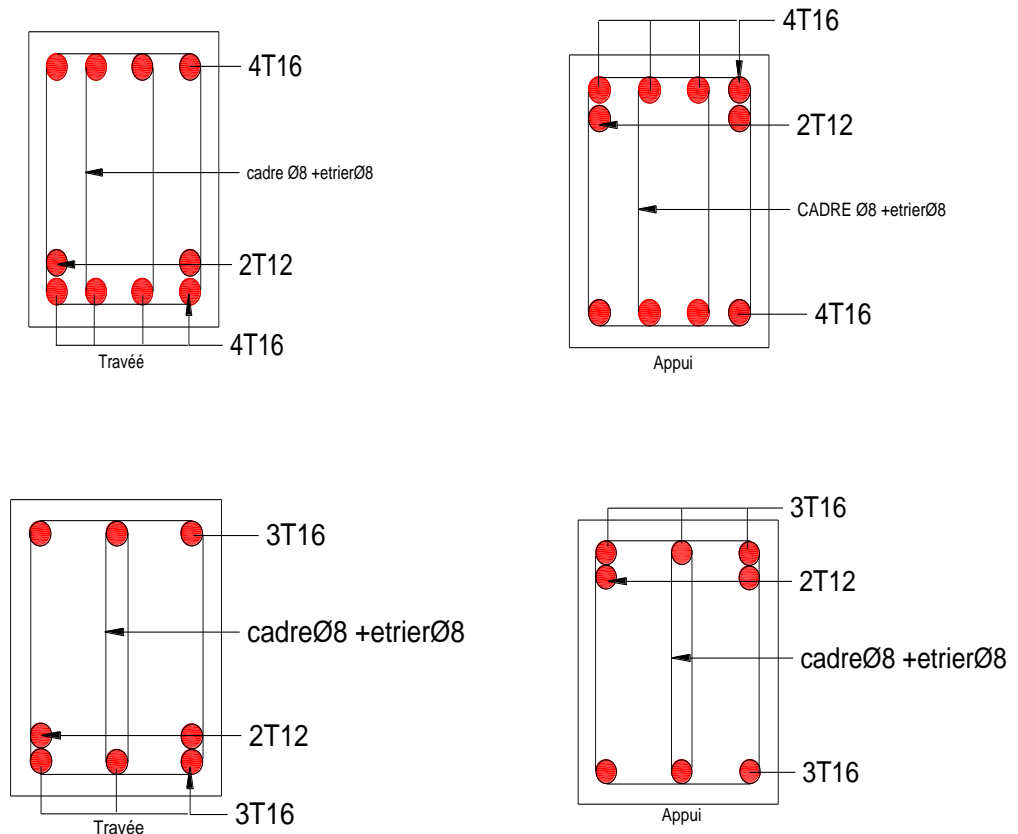 4T16
cadre Ø8 +etrierØ8
2T12
4T16
Travéé
4T16
2T12
CADRE Ø8 +etrierØ8
4T16
Appui
3T16
cadreØ8 +etrierØ8
2T12
3T16
Travée
3T16
2T12
cadreØ8 +etrierØ8
3T16
Appui